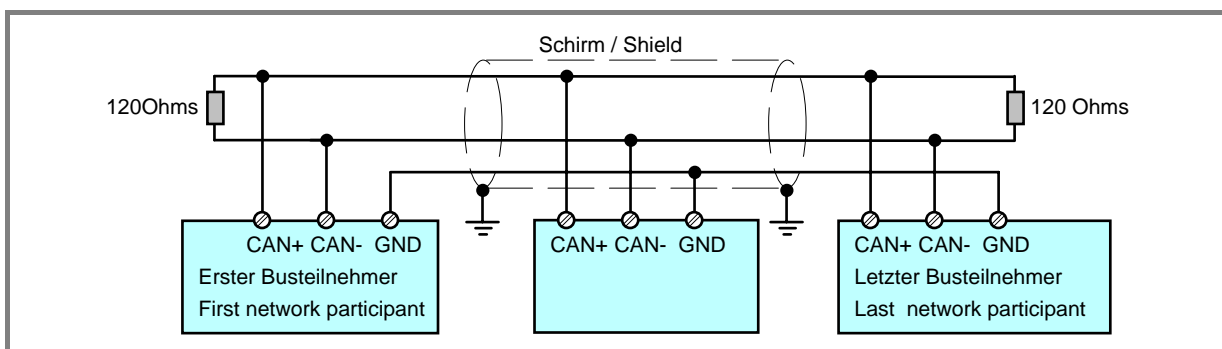 Schirm / Shield
120Ohms
120 Ohms
CAN+ CAN- GND
Erster Busteilnehmer
First network participant
CAN+ CAN- GND
CAN+ CAN- GND
Letzter Busteilnehmer
Last network participant